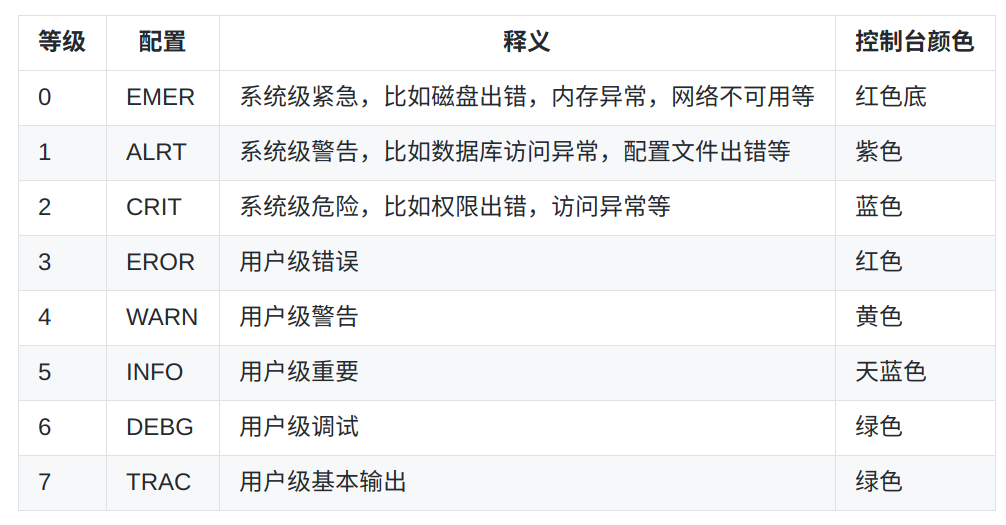 等级 配置 释义 控制台颜色
0 EMER 系统级紧急，比如磁盘出错，内存异常，网络不可用等 红色底
1 ALRT 系统级警告，比如数据库访问异常，配置文件出错等 紫色
2 CRIT 系统级危险，比如权限出错，访问异常等 蓝色
3 EROR 用户级错误 红色
4 WARN 用户级警告 黄色
5 INFO 用户级重要 天蓝色
6 DEBG 用户级调试 绿色
7 TRAC 用户级基本输出 绿色